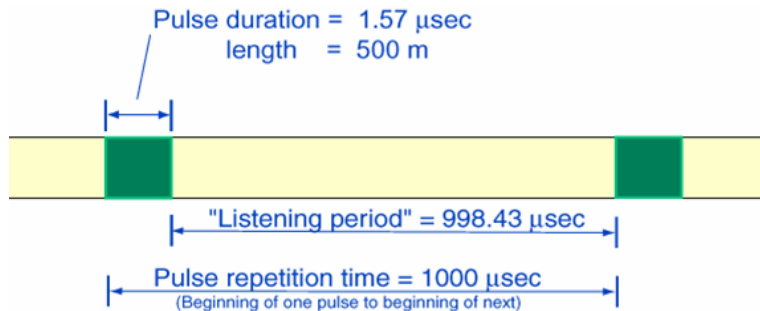 Pulse duration = 1.57 μsec
length = 500 m
"Listening period" = 998.43 μsec
Pulse repetition time = 1000 μsec
(Beginning of one pulse to beginning of next)